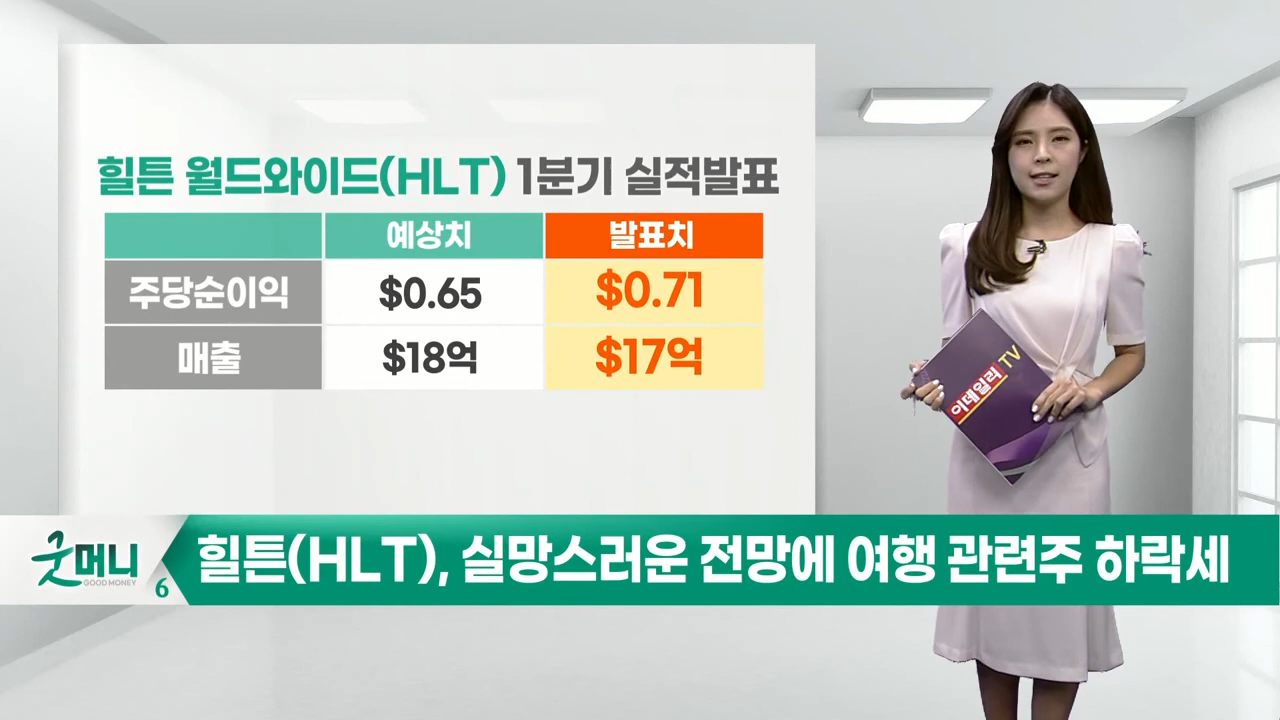 힐튼 월드와이드(HLT) 1분기 실적발표
예상치 발표치
주당순이익 $0.65 $0.71
매출 $18억 $17억
이데일리 TV
굿머니
GOOD MONEY
6
힐튼(HLT), 실망스러운 전망에 여행 관련주 하락세